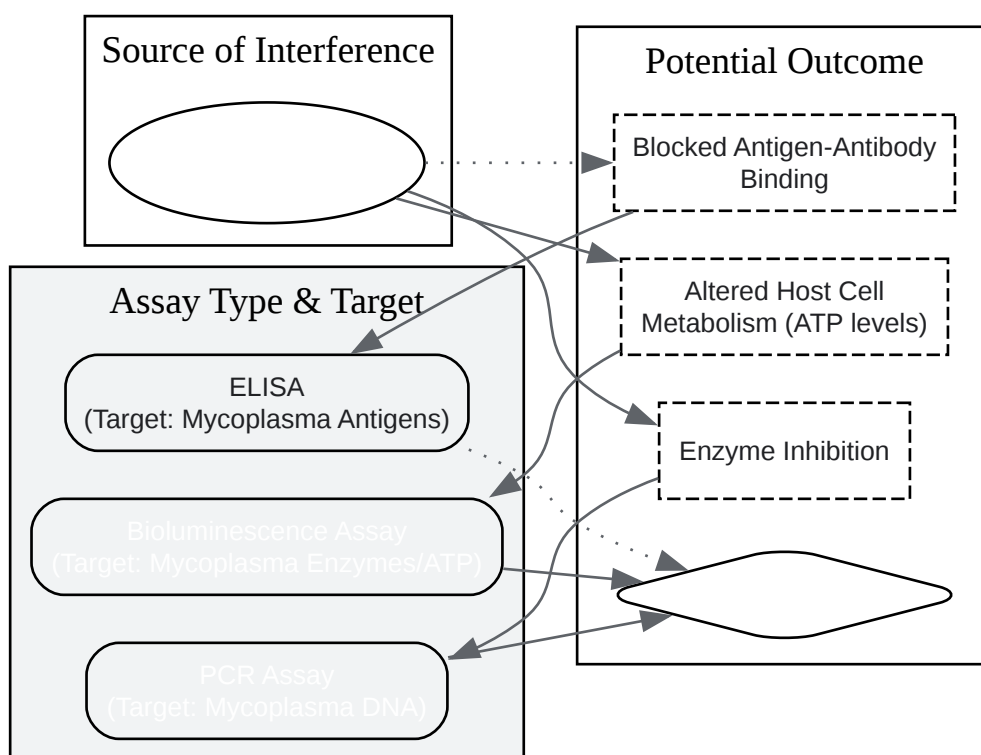 Source of Interference
Potential Outcome
Blocked Antigen-Antibody
Binding
Altered Host Cell
Metabolism (ATP levels)
Enzyme Inhibition
Assay Type & Target
ELISA
(Target: Mycoplasma Antigens)
Bioluminescence Assay
(Target: Mycoplasma Enzymes/ATP)
PCR Assay
(Target: Mycoplasma DNA)